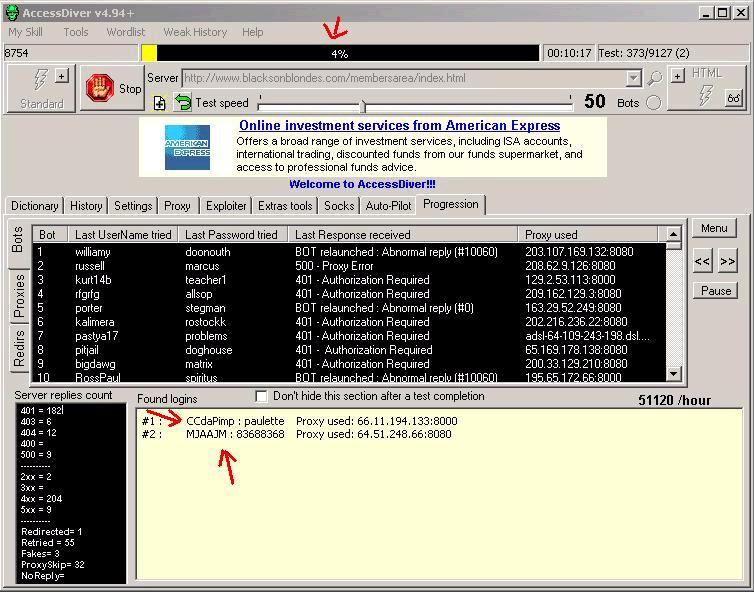 AccessDiver v4.94+
My Skill Tools Wordlist Weak History Help
8754 4% 00:10:17 Test: 373/9127 (2)
Standard + Stop Server http://www.blacksonblondes.com/membersarea/index.html + HTML
Test speed 50 Bots
Online investment services from American Express
AMERICAN EXPRESS
Offers a broad range of investment services, including ISA accounts,
international trading, discounted funds from our funds supermarket, and
access to professional funds advice.
Welcome to AccessDiver!!!
Dictionary History Settings Proxy Exploiter Extras tools Socks Auto-Pilot Progression
Bots
Proxies
Redirs
Bot Last UserName tried Last Password tried Last Response received Proxy used
1 williamy doonouth BOT relaunched : Abnormal reply (#10060) 203.107.169.132:8080
2 russell marcus 500 - Proxy Error 208.62.9.126:8080
3 kurt14b teacher1 401 - Authorization Required 129.2.53.113:8000
4 rfgrfg allsop 401 - Authorization Required 209.162.129.3:8000
5 porter stegman BOT relaunched : Abnormal reply (#0) 163.29.52.249:8080
6 kalimera rostockk 401 - Authorization Required 202.216.236.22:8080
7 pastya17 problems 401 - Authorization Required adsl-64-109-243-198.dsl....
8 pitjail doghouse 401 - Authorization Required 65.169.178.138:8080
9 bigdawg matrix 401 - Authorization Required 200.33.129.210:8080
10 RossPaul spiritus BOT relaunched : Abnormal reply (#10060) 195.65.172.66:8000
Menu
<< >>
Pause
Server replies count
401 = 182
403 = 6
404 = 12
400 =
500 = 9
----------
2xx = 2
3xx =
4xx = 204
5xx = 9
----------
Redirected= 1
Retried = 55
Fakes= 3
ProxySkip= 32
NoReply=
Found logins Don't hide this section after a test completion 51120 /hour
#1 : CCdaPimp : paulette Proxy used: 66.11.194.133:8000
#2 : MJAAJM : 83688368 Proxy used: 64.51.248.66:8080